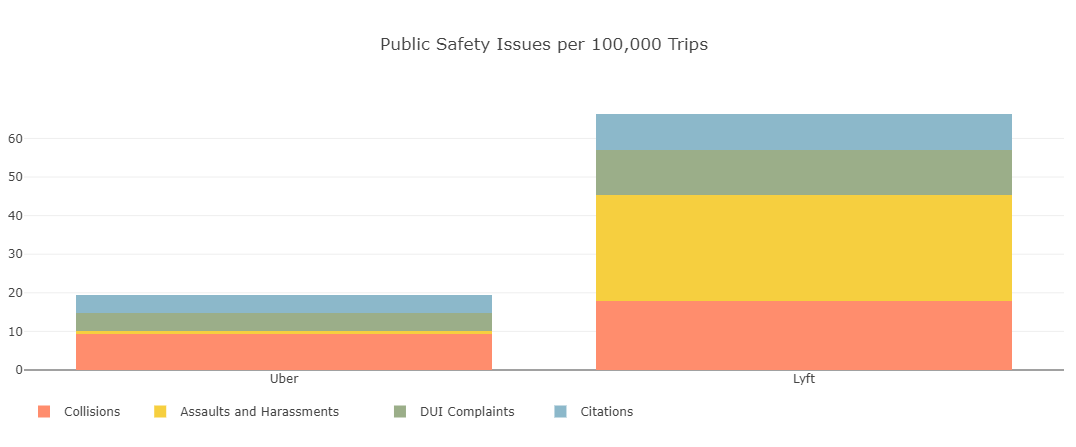 Public Safety Issues per 100,000 Trips
60
50
40
30
20
10
0
Uber Lyft
Collisions Assaults and Harassments DUI Complaints Citations